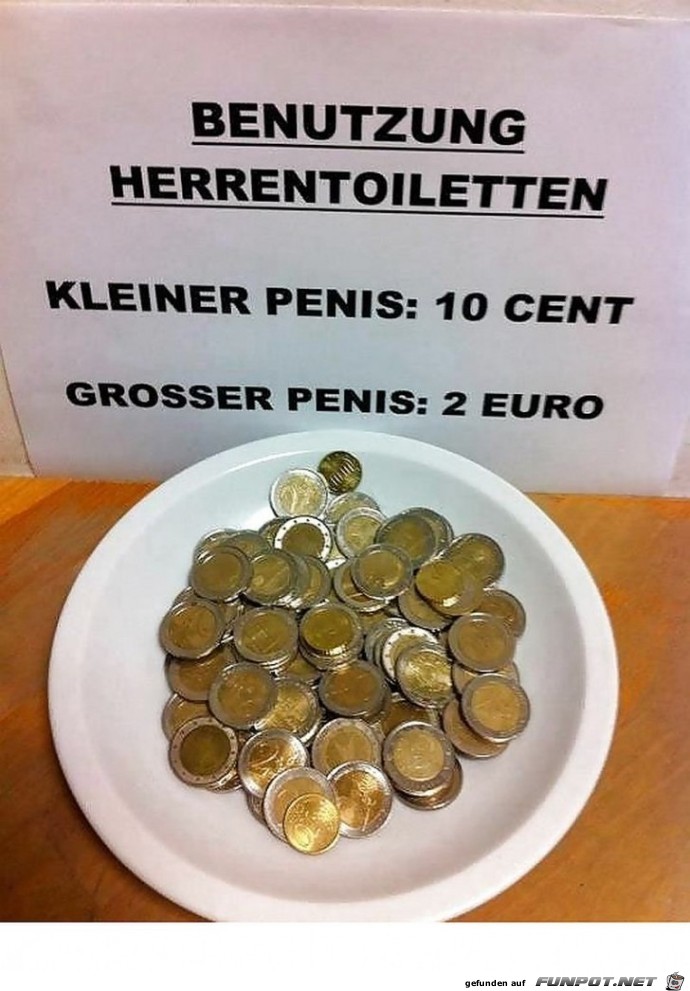 BENUTZUNG
HERRENTOILETTEN
KLEINER PENIS: 10 CENT
GROSSER PENIS: 2 EURO
gefunden auf FUNPOT.NET